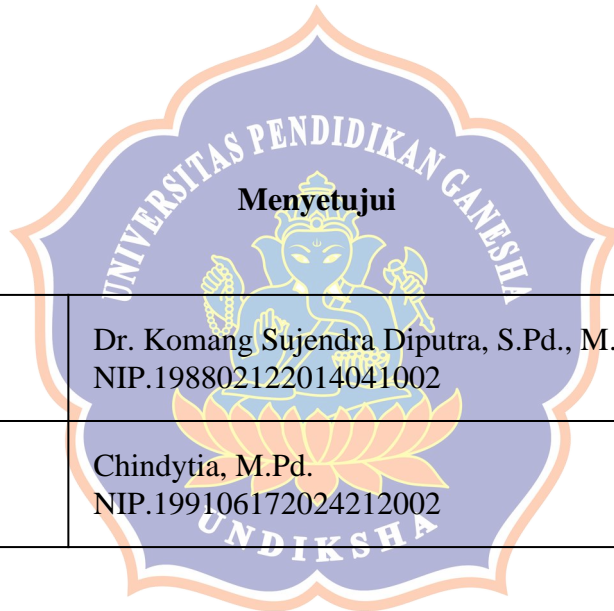 UNIVERSITAS PENDIDIKAN GANESHA
Menyetujui
Dr. Komang Sujendra Diputra, S.Pd., M.
NIP.198802122014041002
Chindytia, M.Pd.
NIP.199106172024212002
UNDIKSHA